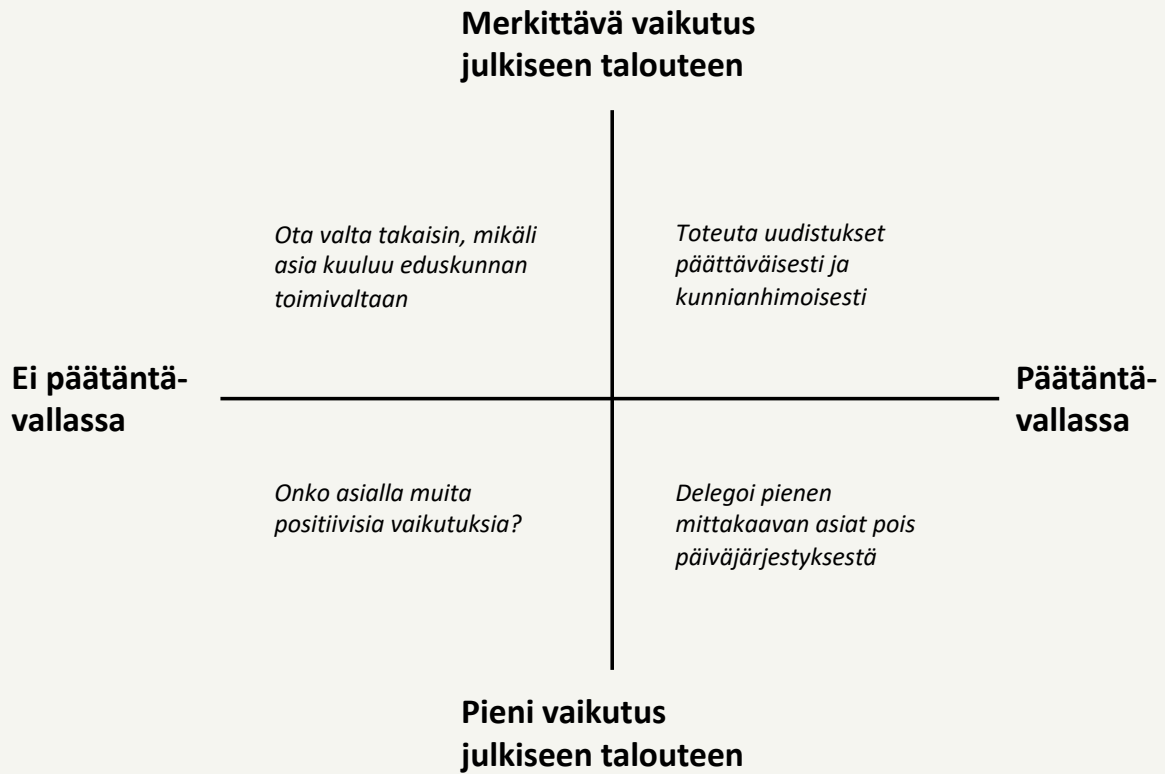 Merkittävä vaikutus
julkiseen talouteen
Ota valta takaisin, mikäli
asia kuuluu eduskunnan
toimivaltaan
Toteuta uudistukset
päättäväisesti ja
kunnianhimoisesti
Ei päätäntä-
vallassa
Päätäntä-
vallassa
Onko asialla muita
positiivisia vaikutuksia?
Delegoi pienen
mittakaavan asiat pois
päiväjärjestyksestä
Pieni vaikutus
julkiseen talouteen